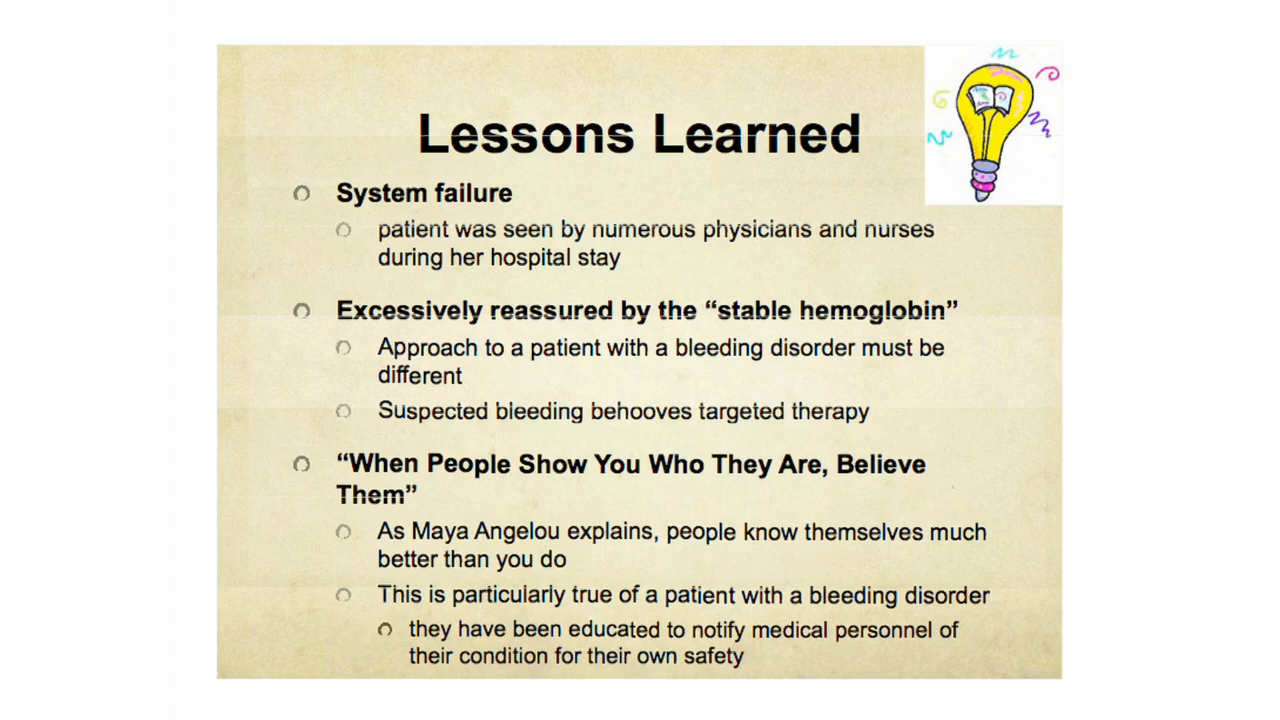 Lessons Learned
System failure
patient was seen by numerous physicians and nurses
during her hospital stay
Excessively reassured by the “stable hemoglobin”
Approach to a patient with a bleeding disorder must be
different
Suspected bleeding behooves targeted therapy
“When People Show You Who They Are, Believe
Them”
As Maya Angelou explains, people know themselves much
better than you do
This is particularly true of a patient with a bleeding disorder
they have been educated to notify medical personnel of
their condition for their own safety